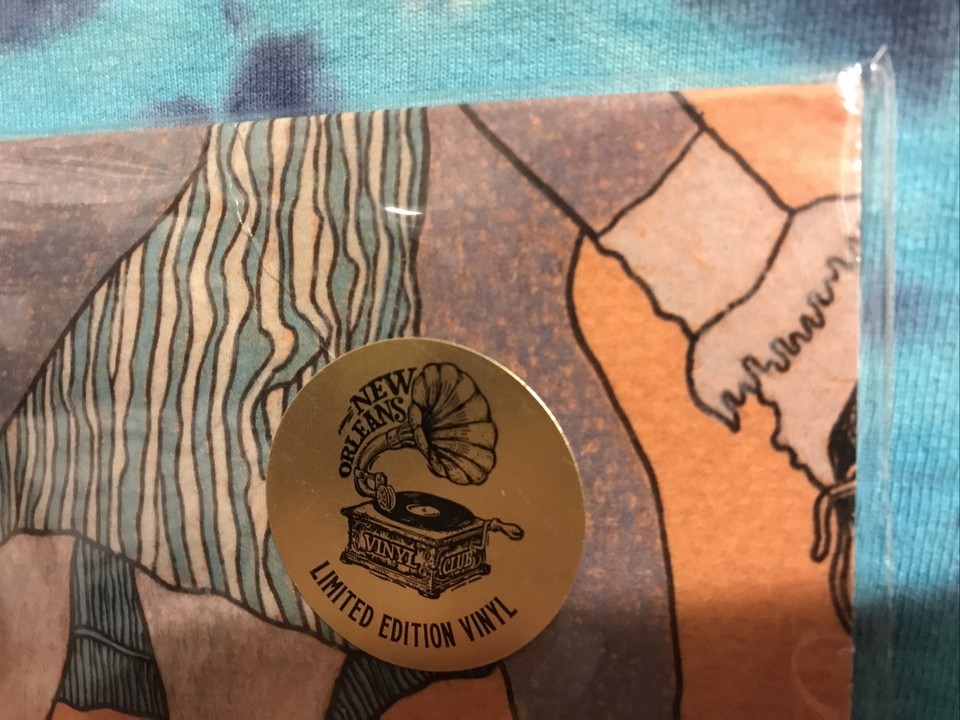 NEW
ORLEANS
VINYL CLUB
LIMITED EDITION VINYL